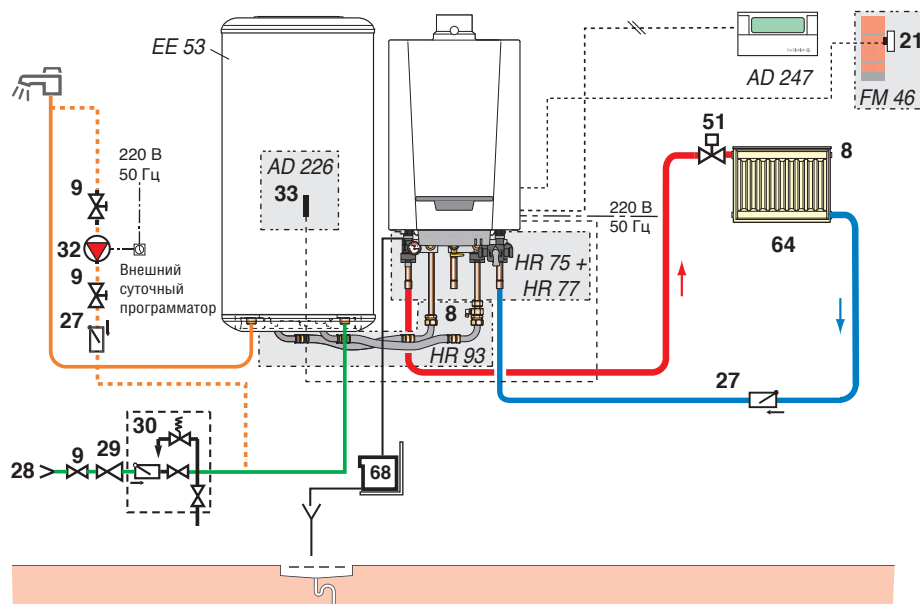 EE 53
AD 247
21
FM 46
51
8
220 В
50 Гц
9
AD 226
33
220 В
50 Гц
64
32
Внешний
суточный
программатор
9
HR 75 +
HR 77
27
8
HR 93
27
30
28
9
29
68